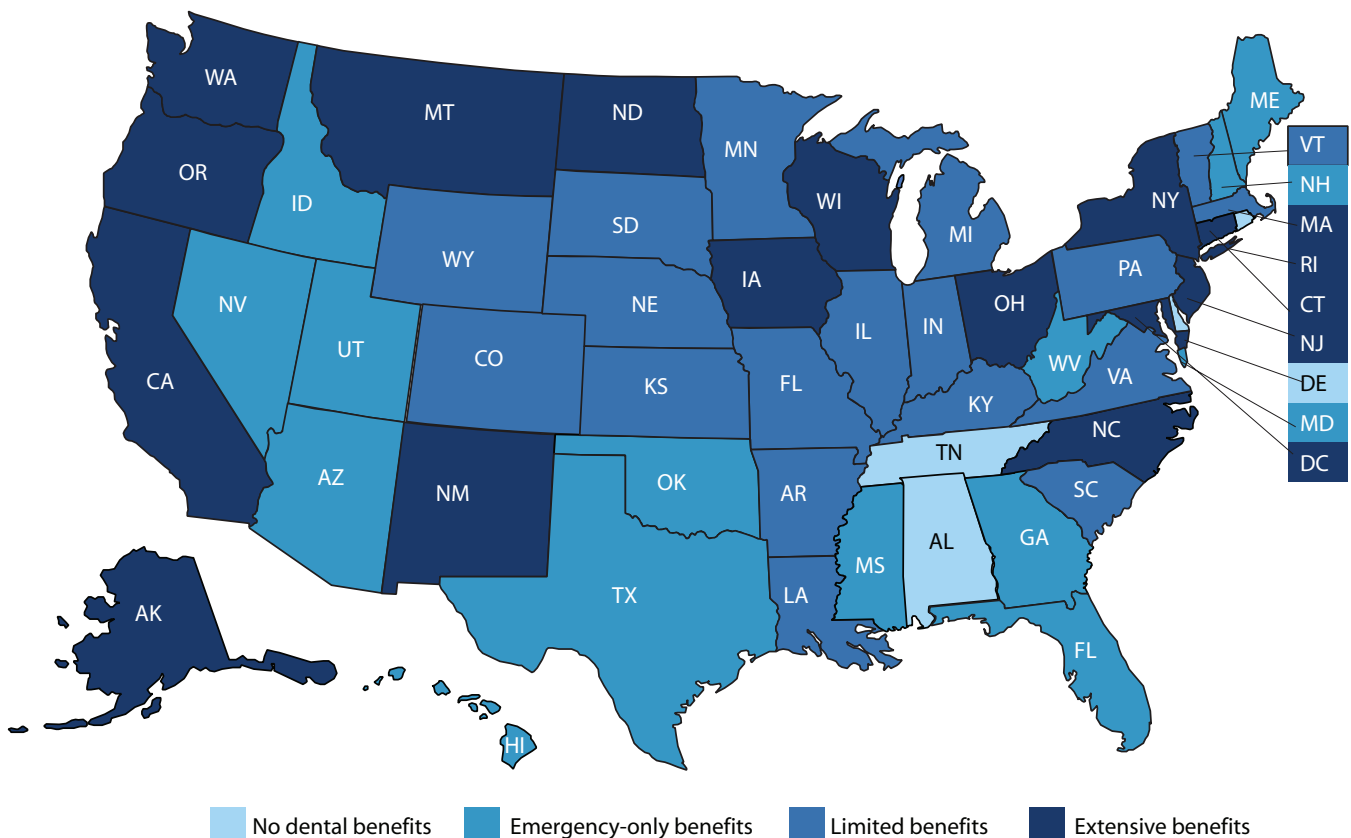 WA
MT
ND
MN
ME
VT
OR
ID
WI
NY
NH
SD
MI
MA
WY
PA
RI
IA
NE
OH
CT
NV
IL
IN
NJ
UT
CO
WV
VA
CA
KS
FL
KY
DE
NC
MD
TN
DC
AZ
OK
NM
AR
SC
AL
GA
MS
TX
LA
AK
FL
HI
No dental benefits
Emergency-only benefits
Limited benefits
Extensive benefits